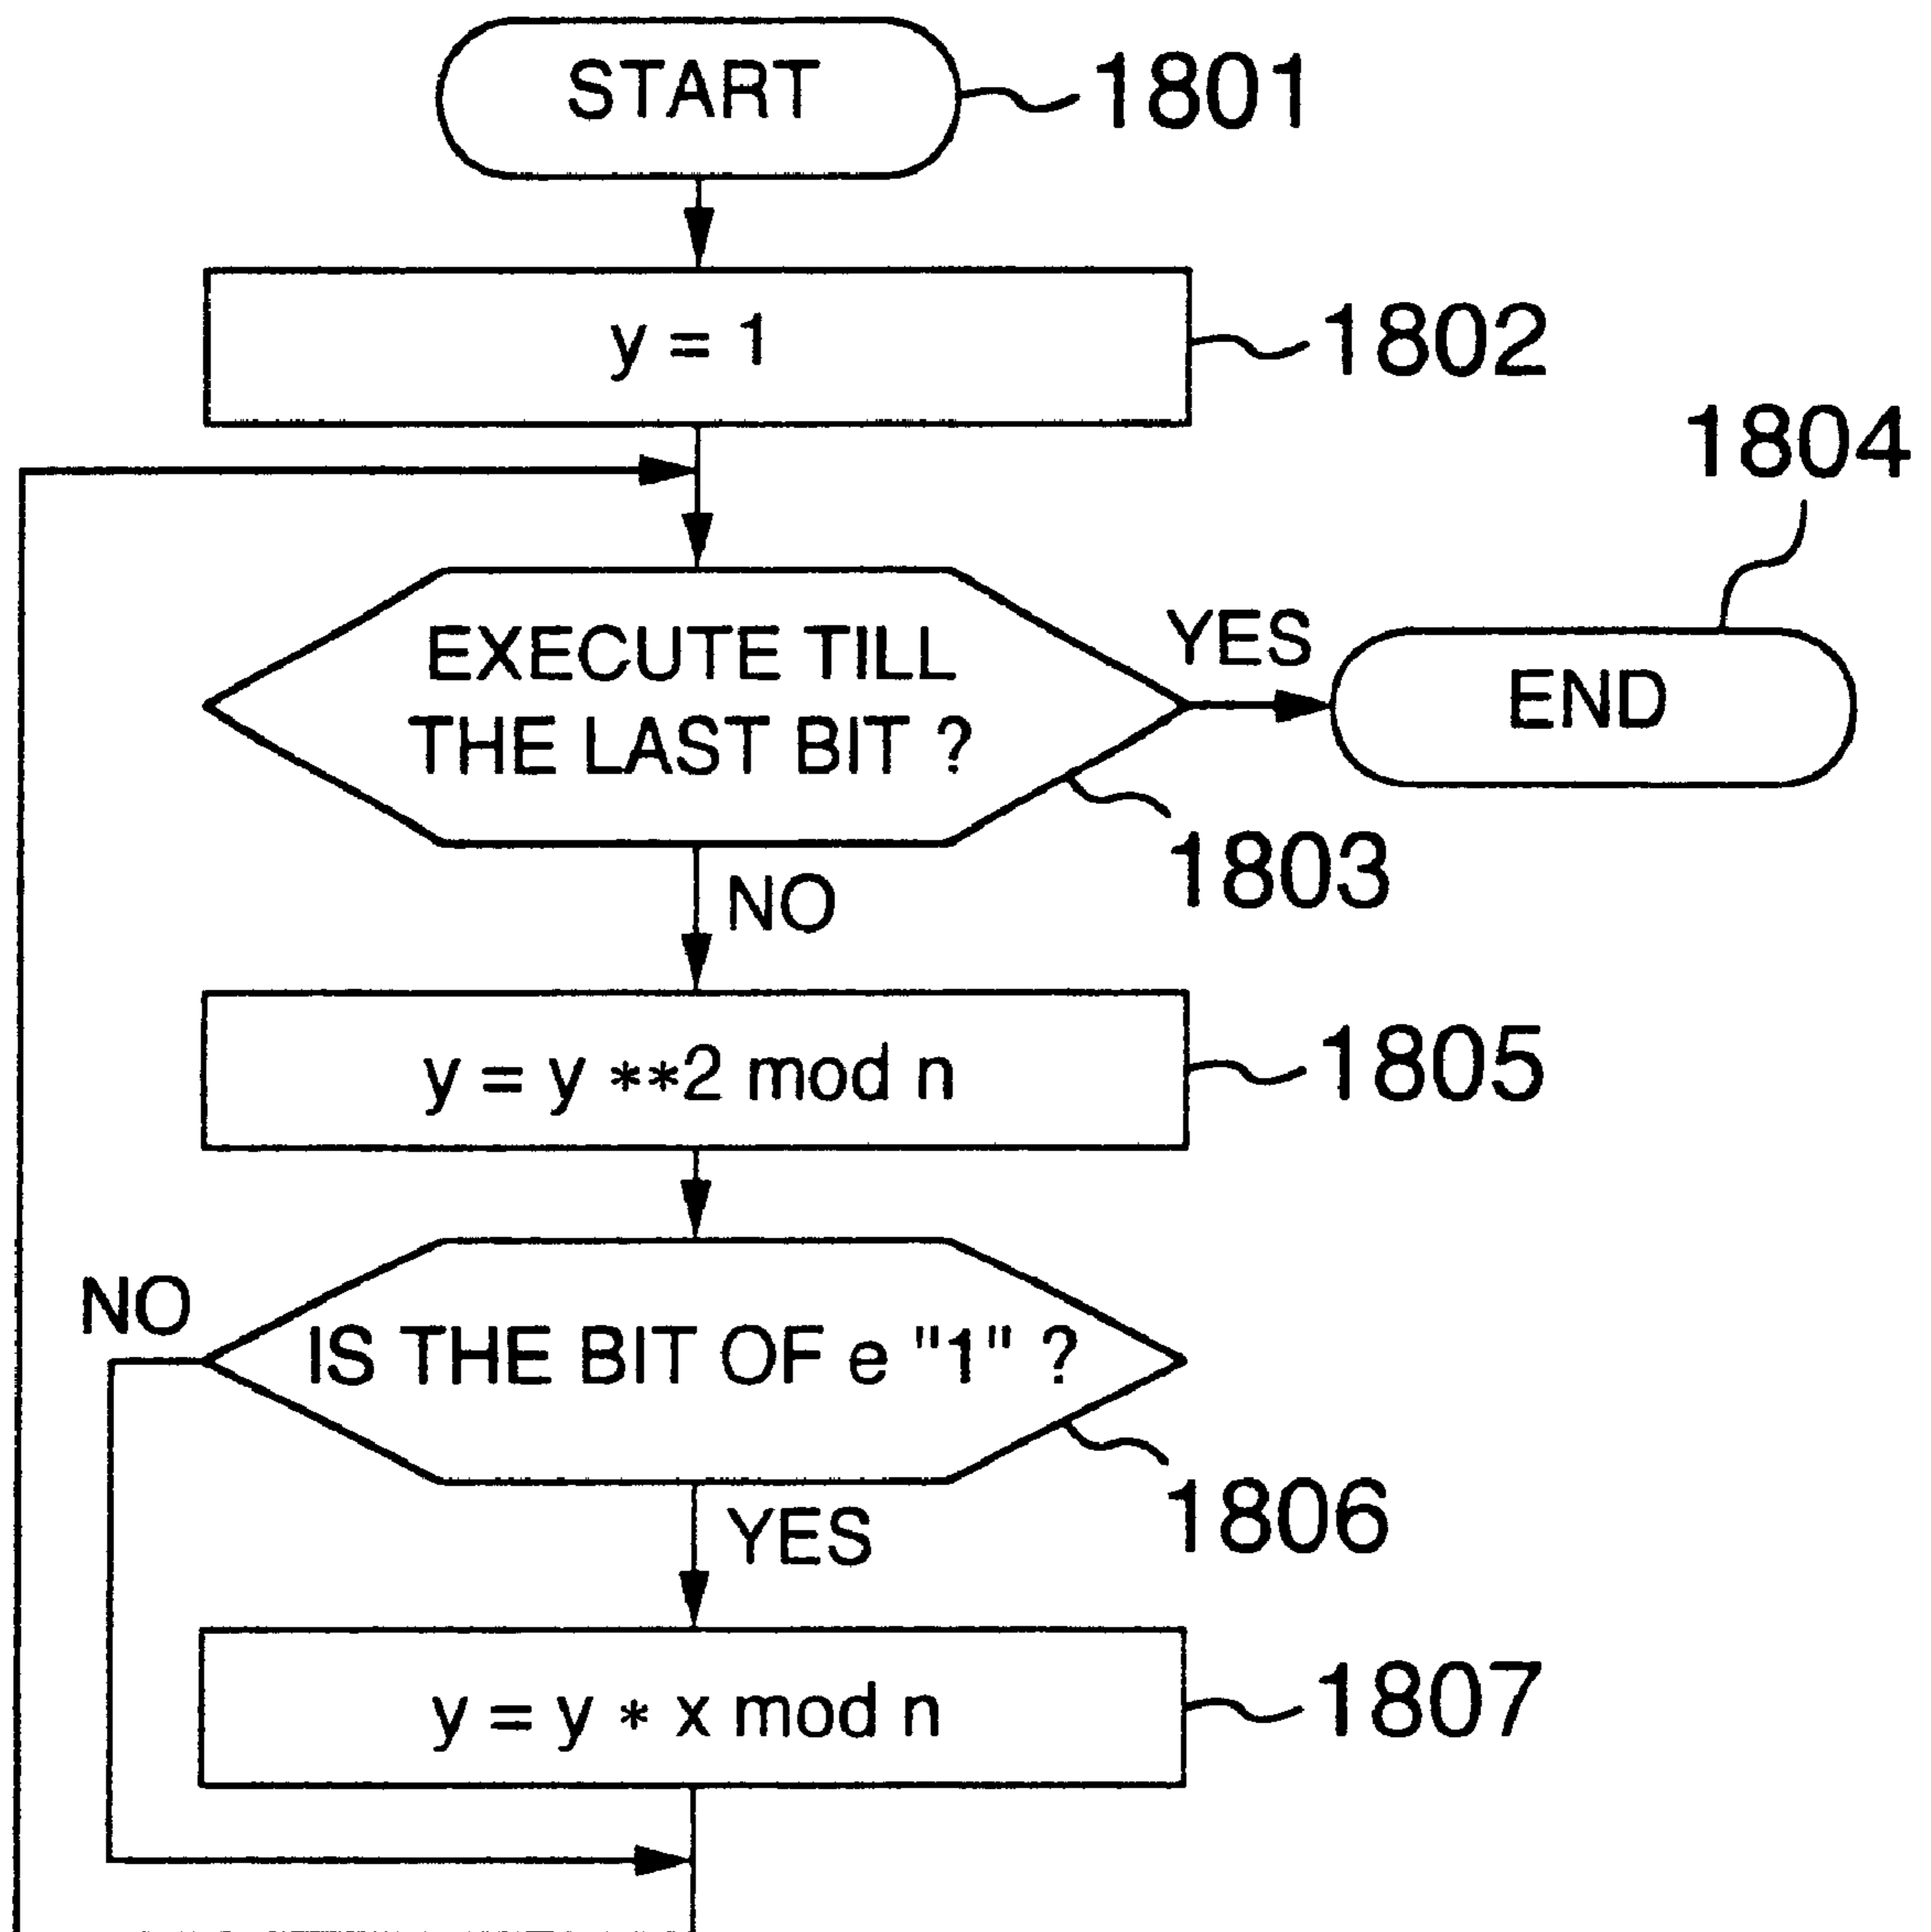 START
1801
y = 1
1802
1804
EXECUTE TILL
THE LAST BIT ?
YES
END
1803
NO
y = y **2 mod n
1805
NO
IS THE BIT OF e "1" ?
1806
YES
y = y * x mod n
1807